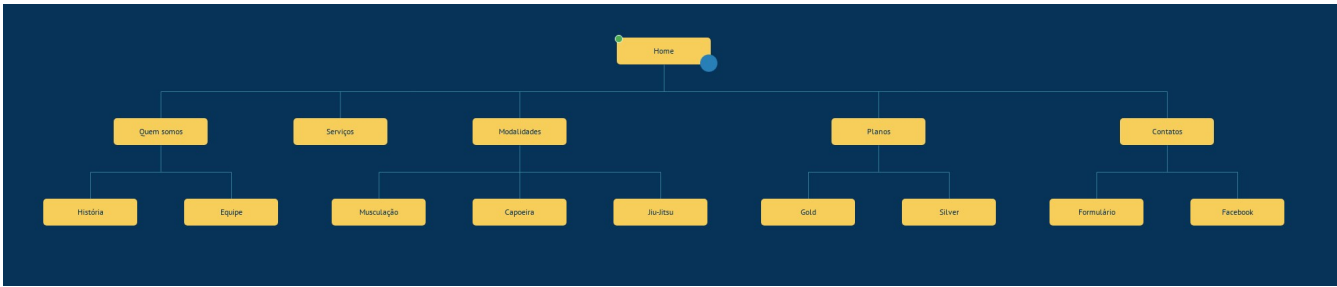 Home
Quem somos
Serviços
Modalidades
Planos
Contatos
História
Equipe
Musculação
Capoeira
Jiu-Jitsu
Gold
Silver
Formulário
Facebook